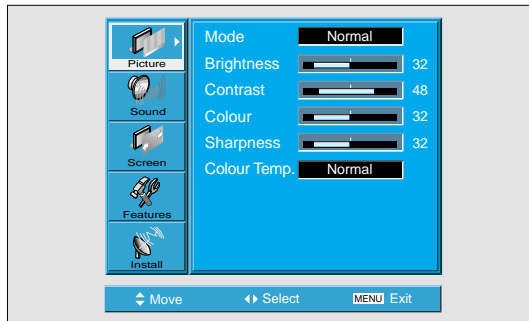 Picture
Sound
Screen
Features
Install
Mode Normal
Brightness 32
Contrast 48
Colour 32
Sharpness 32
Colour Temp. Normal
Move Select MENU Exit